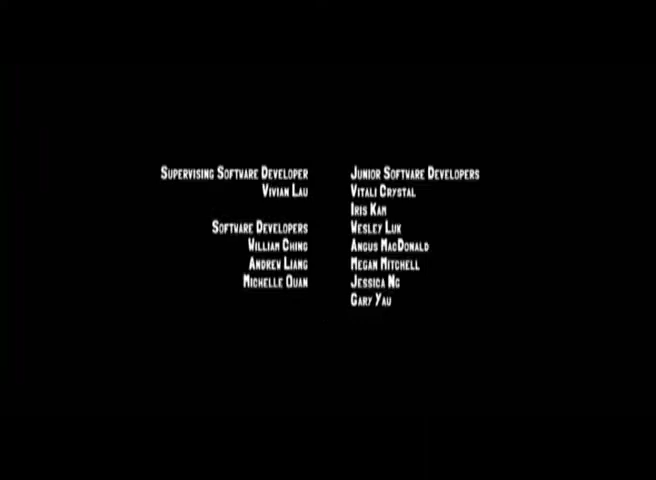 Supervising Software Developer
Vivian Lau
Software Developers
William Ching
Andrew Liang
Michelle Quan
Junior Software Developers
Vitali Crystal
Iris Kam
Wesley Luk
Angus MacDonald
Megan Mitchell
Jessica Ng
Gary Yau